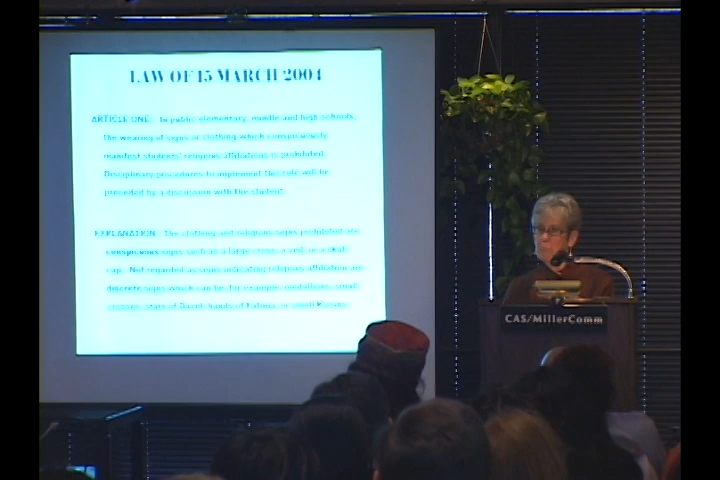 LAW OF 15 MARCH 2004
ARTICLE ONE: In public elementary, middle and high schools,
the wearing of signs or clothing which conspicuously
manifest students' religious affiliations is prohibited.
Disciplinary procedures to implement this rule will be
preceded by a discussion with the student.
EXPLANATION: The clothing and religious signs prohibited are
conspicuous signs such as a large cross, a veil, or a skull
cap. Not regarded as signs indicating religious affiliation are
discrete signs which can be, for example, medallions, small
crosses, stars of David, hands of Fatima, or small Korans.
CAS/MillerComm